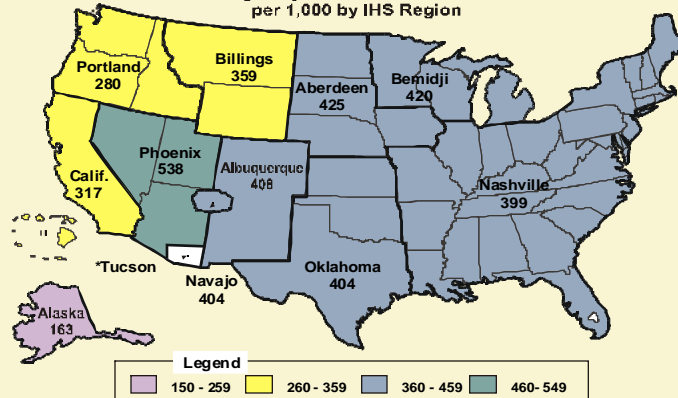 per 1,000 by IHS Region
Portland
280
Billings
359
Aberdeen
425
Bemidji
420
Phoenix
538
Albuquerque
408
Calif.
317
Nashville
399
*Tucson
Navajo
404
Oklahoma
404
Alaska
163
Legend
150 - 259
260 - 359
360 - 459
460 - 549